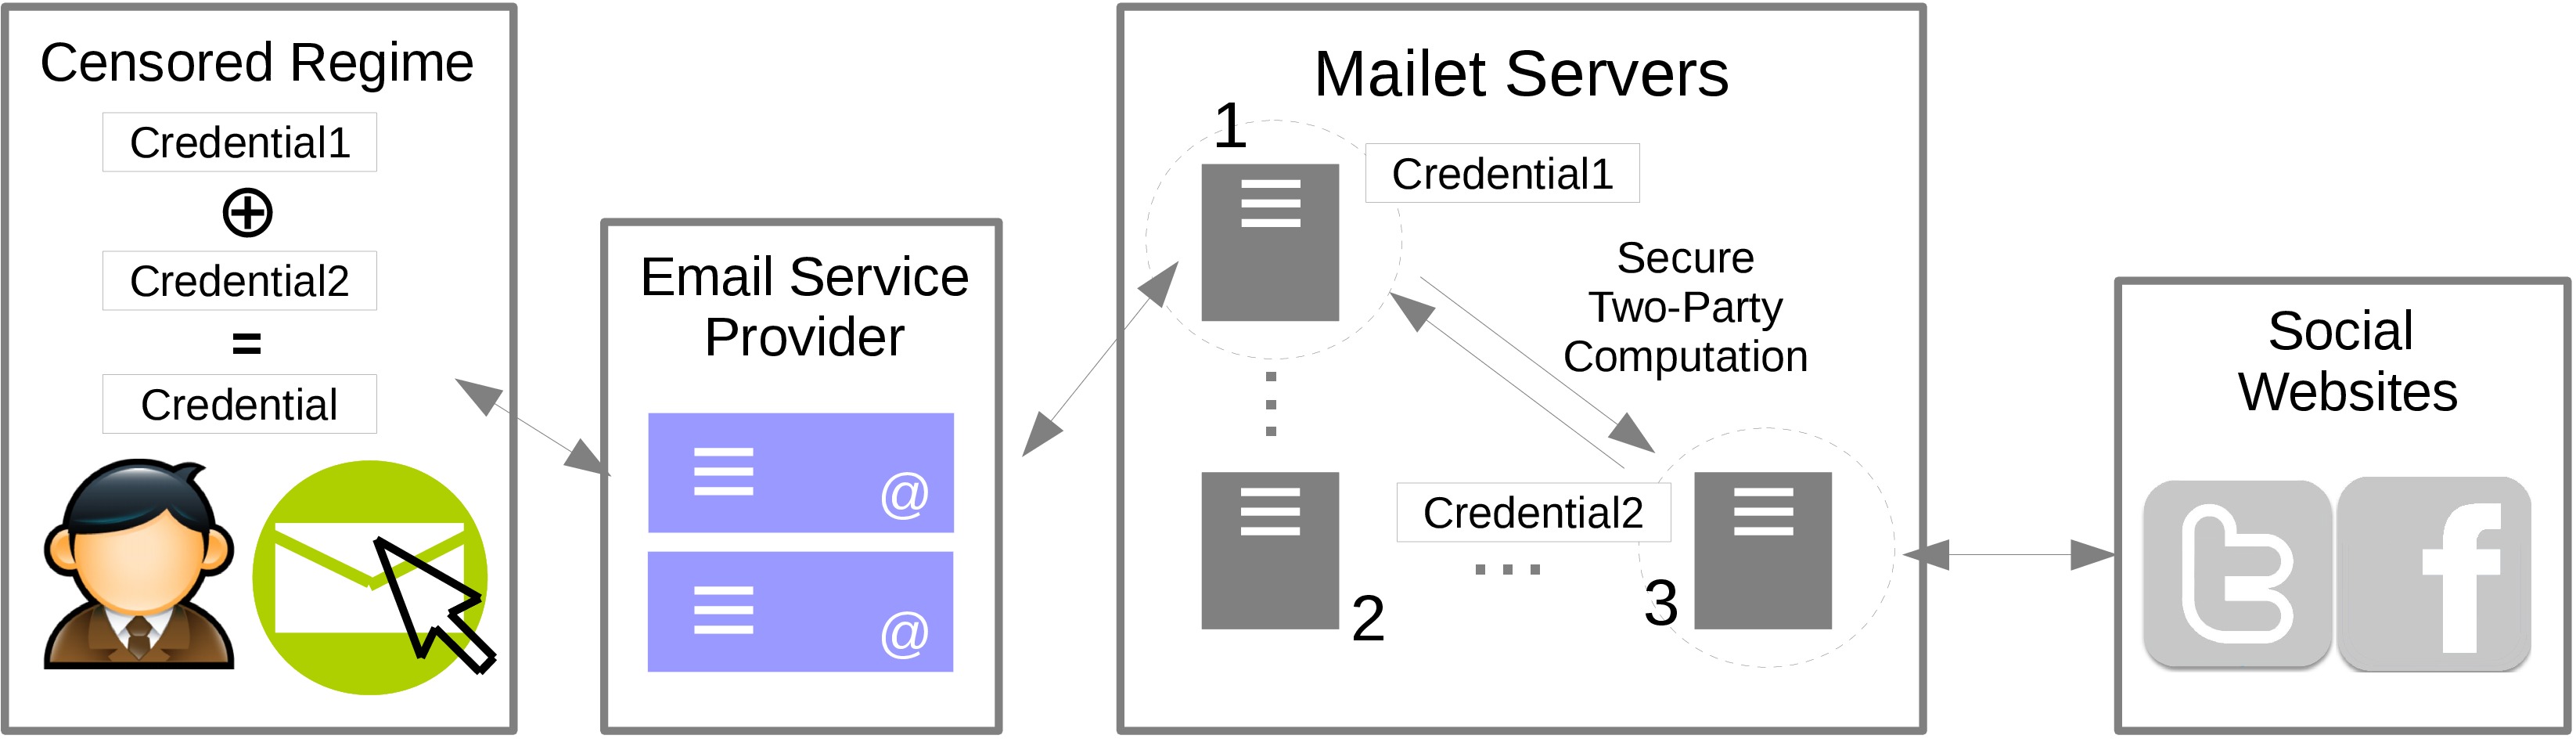 Censored Regime
Credential1
⊕
Credential2
=
Credential
Email Service
Provider
@
@
Mailet Servers
1
Credential1
Secure
Two-Party
Computation
Credential2
2
3
Social
Websites
t
f